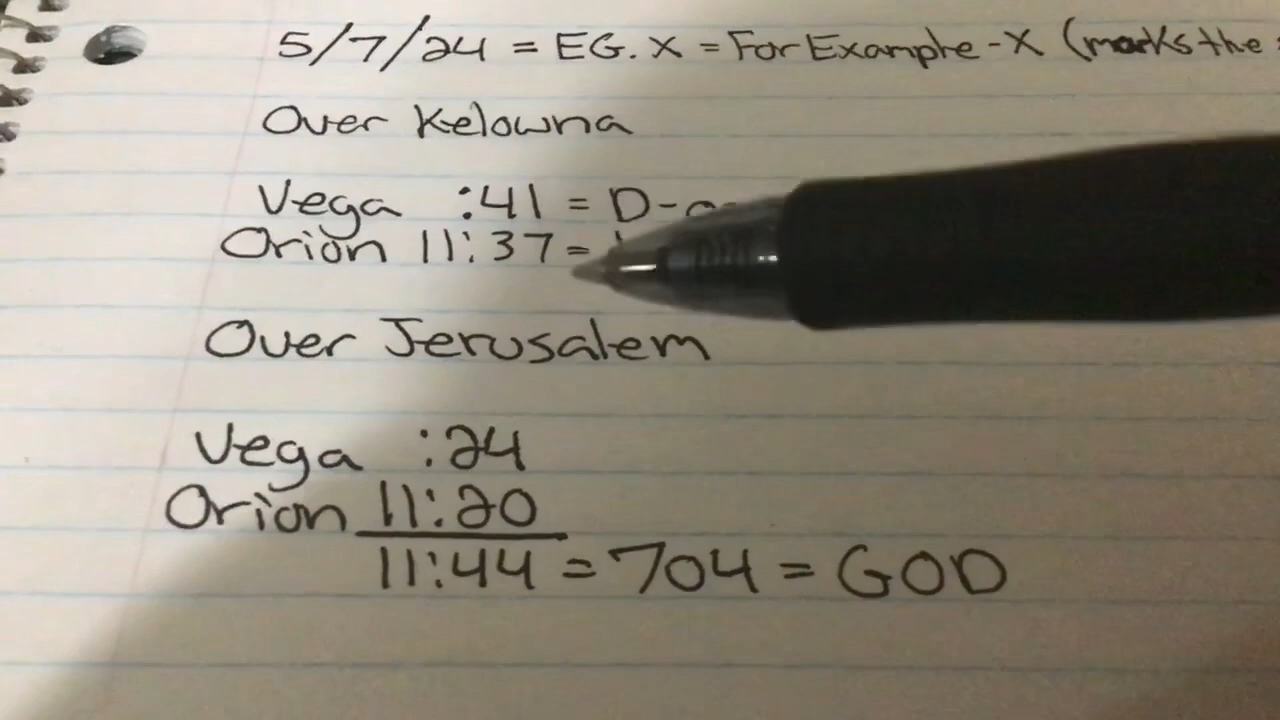 5/7/24 = EG. X = For Example - X (marks the
Over Kelowna
Vega :41 = D-
Orion 11:37 =
Over Jerusalem
Vega :24
Orion 11:20
11:44 = 704 = GOD